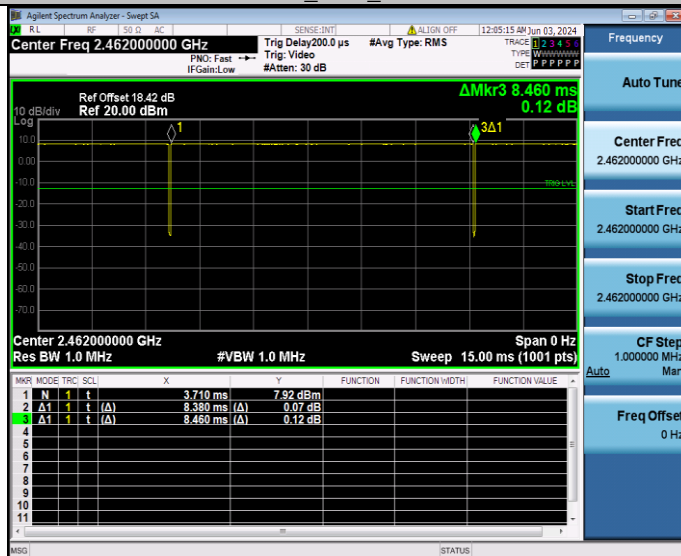 Agilent Spectrum Analyzer - Swept SA
RL RF 50 Ω AC SENSE:INT ALIGN OFF 12:05:15 AM Jun 03, 2024
Center Freq 2.462000000 GHz
PNO: Fast
IFGain:Low
Trig Delay200.0 µs
Trig: Video
#Atten: 30 dB
#Avg Type: RMS
TRACE 1 2 3 4 5 6
TYPE WWWWWW
DET P P P P P P
ΔMkr3 8.460 ms
0.12 dB
Ref Offset 18.42 dB
10 dB/div Ref 20.00 dBm
Log
1
3Δ1
10.0
0.00
-10.0
TRIG LVL
-20.0
-30.0
-40.0
-50.0
-60.0
-70.0
Center 2.462000000 GHz Span 0 Hz
Res BW 1.0 MHz #VBW 1.0 MHz Sweep 15.00 ms (1001 pts)
MKR MODE TRC SCL X Y FUNCTION FUNCTION WIDTH FUNCTION VALUE
1 N 1 t 3.710 ms 7.92 dBm
2 Δ1 1 t (Δ) 8.380 ms (Δ) 0.07 dB
3 Δ1 1 t (Δ) 8.460 ms (Δ) 0.12 dB
4
5
6
7
8
9
10
11
MSG STATUS
Frequency
Auto Tune
Center Freq
2.462000000 GHz
Start Freq
2.462000000 GHz
Stop Freq
2.462000000 GHz
CF Step
1.000000 MHz
Auto Man
Freq Offset
0 Hz